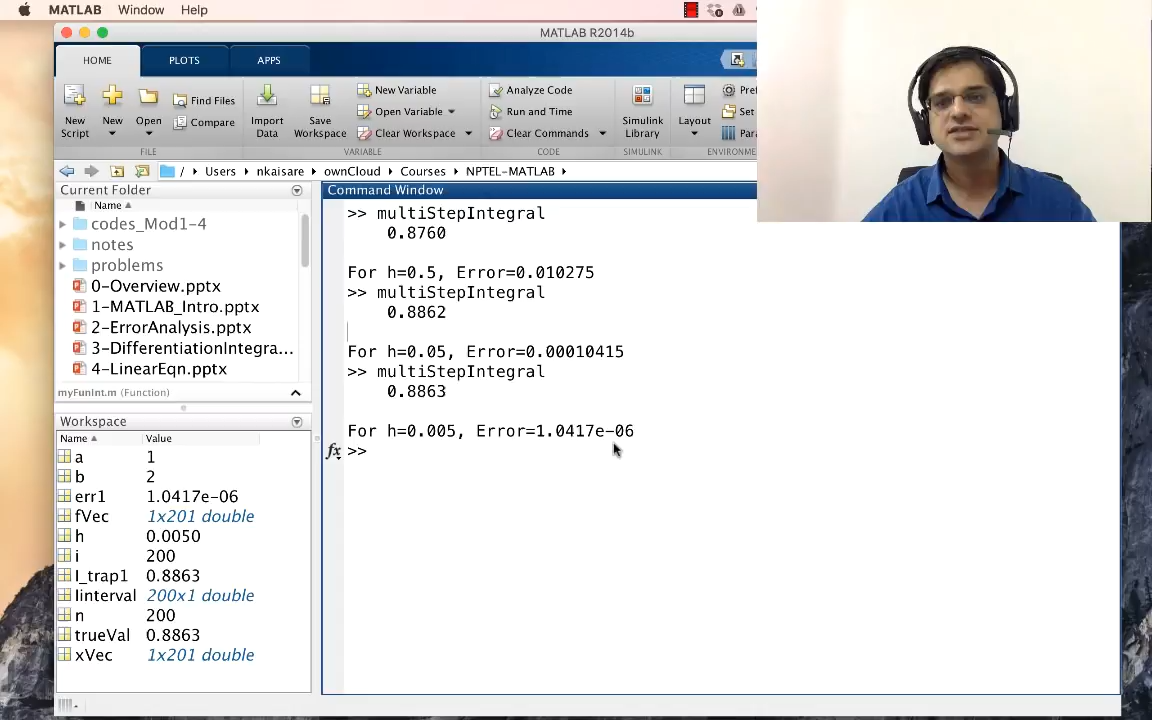 MATLAB Window Help
MATLAB R2014b
HOME PLOTS APPS
New Script
New
Open
Find Files
Compare
Import Data
Save Workspace
New Variable
Open Variable
Clear Workspace
Analyze Code
Run and Time
Clear Commands
Simulink Library
Layout
Pref
Set
Para
FILE VARIABLE CODE SIMULINK ENVIRONME
/ Users nkaisare ownCloud Courses NPTEL-MATLAB
Current Folder
Name
codes_Mod1-4
notes
problems
0-Overview.pptx
1-MATLAB_Intro.pptx
2-ErrorAnalysis.pptx
3-DifferentiationIntegra...
4-LinearEqn.pptx
myFunInt.m (Function)
Workspace
Name Value
a 1
b 2
err1 1.0417e-06
fVec 1x201 double
h 0.0050
i 200
I_trap1 0.8863
Iinterval 200x1 double
n 200
trueVal 0.8863
xVec 1x201 double
Command Window
>> multiStepIntegral
0.8760
For h=0.5, Error=0.010275
>> multiStepIntegral
0.8862
For h=0.05, Error=0.00010415
>> multiStepIntegral
0.8863
For h=0.005, Error=1.0417e-06
fx >>